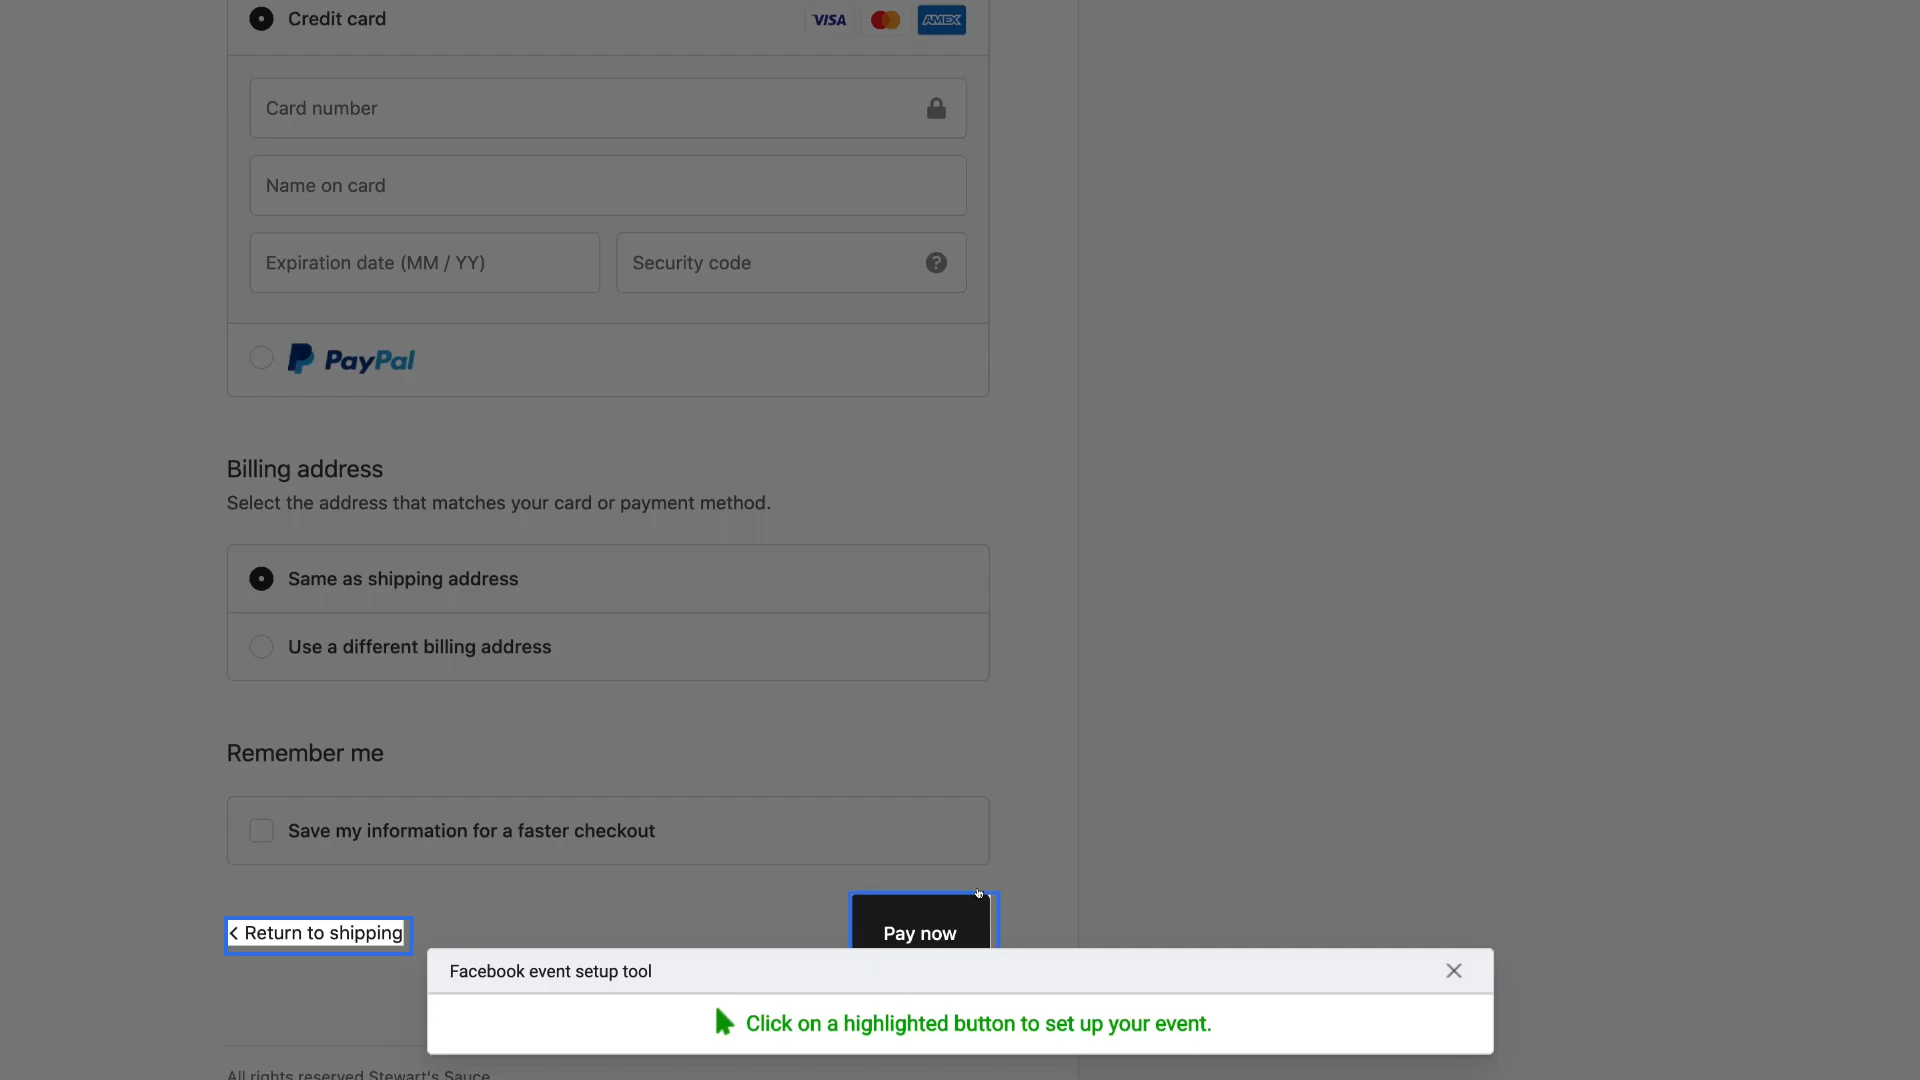 Credit card
VISA
AMEX
Card number
Name on card
Expiration date (MM / YY)
Security code
?
PayPal
Billing address
Select the address that matches your card or payment method.
Same as shipping address
Use a different billing address
Remember me
Save my information for a faster checkout
< Return to shipping
Pay now
Facebook event setup tool
Click on a highlighted button to set up your event.
All rights reserved Stewart's Sauce